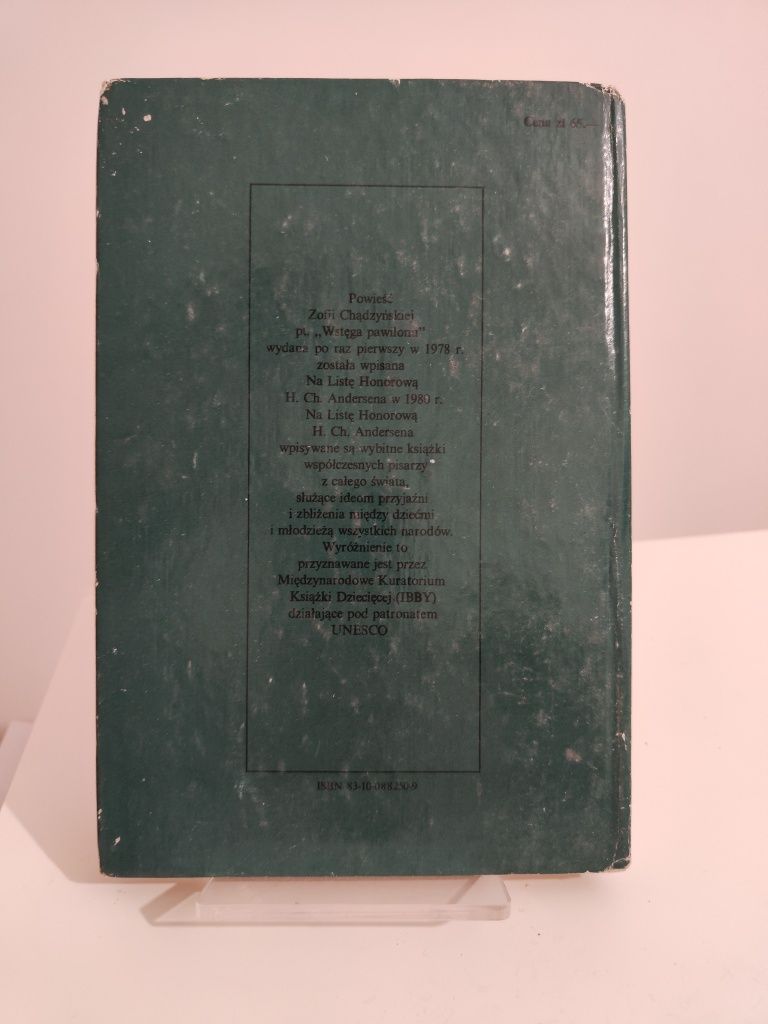 Cena zł 65.—
Powieść
Zofii Chądzyńskiej
pt. „Wstęga pawilonu”
wydana po raz pierwszy w 1978 r.
została wpisana
Na Listę Honorową
H. Ch. Andersena w 1980 r.
Na Listę Honorową
H. Ch. Andersena
wpisywane są wybitne książki
współczesnych pisarzy
z całego świata,
służące ideom przyjaźni
i zbliżenia między dziećmi
i młodzieżą wszystkich narodów.
Wyróżnienie to
przyznawane jest przez
Międzynarodowe Kuratorium
Książki Dziecięcej (IBBY)
działające pod patronatem
UNESCO
ISBN 83-10-088250-9